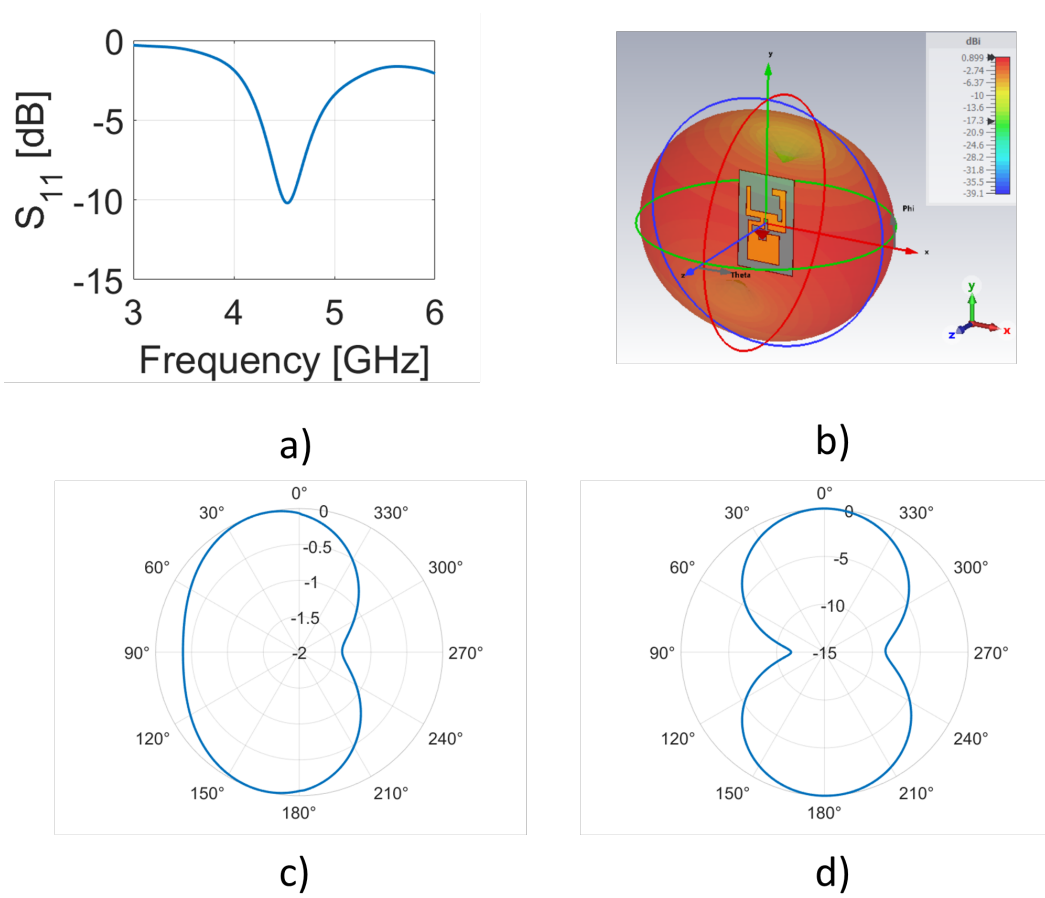 0
-5
-10
-15
S11 [dB]
3 4 5 6
Frequency [GHz]
a)
y
x
z
Phi
Theta
dBi
0.899
-2.74
-6.37
-10
-13.6
-17.3
-20.9
-24.6
-28.2
-31.8
-35.5
-39.1
y
x
z
b)
0°
30° 0 330°
-0.5
60° -1 300°
-1.5
90° -2 270°
120° 240°
150° 210°
180°
c)
0°
30° 0 330°
-5
60° 300°
-10
90° -15 270°
120° 240°
150° 210°
180°
d)